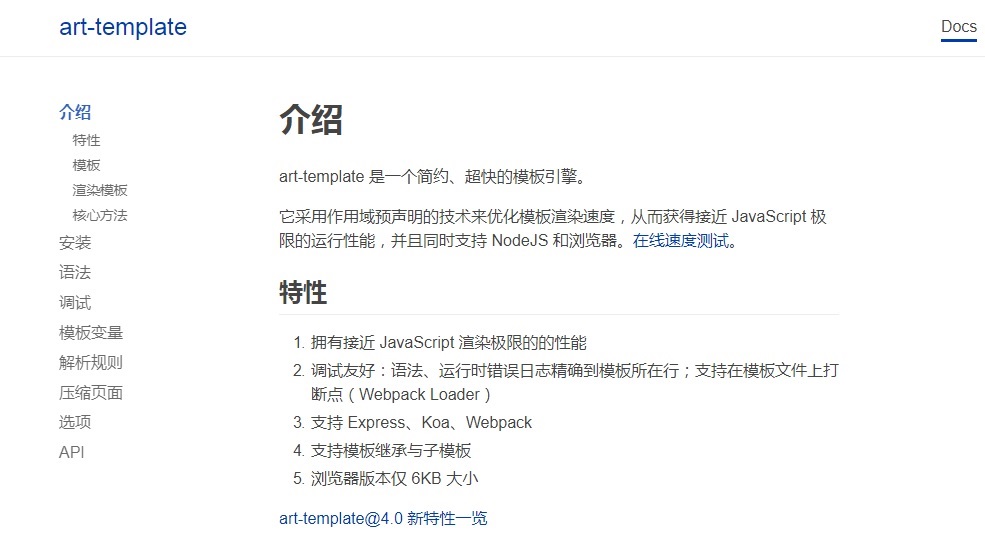 art-template
Docs
介绍
特性
模板
渲染模板
核心方法
安装
语法
调试
模板变量
解析规则
压缩页面
选项
API
介绍
art-template 是一个简约、超快的模板引擎。
它采用作用域预声明的技术来优化模板渲染速度，从而获得接近 JavaScript 极
限的运行性能，并且同时支持 NodeJS 和浏览器。在线速度测试。
特性
1. 拥有接近 JavaScript 渲染极限的的性能
2. 调试友好：语法、运行时错误日志精确到模板所在行；支持在模板文件上打
断点（Webpack Loader）
3. 支持 Express、Koa、Webpack
4. 支持模板继承与子模板
5. 浏览器版本仅 6KB 大小
art-template@4.0 新特性一览